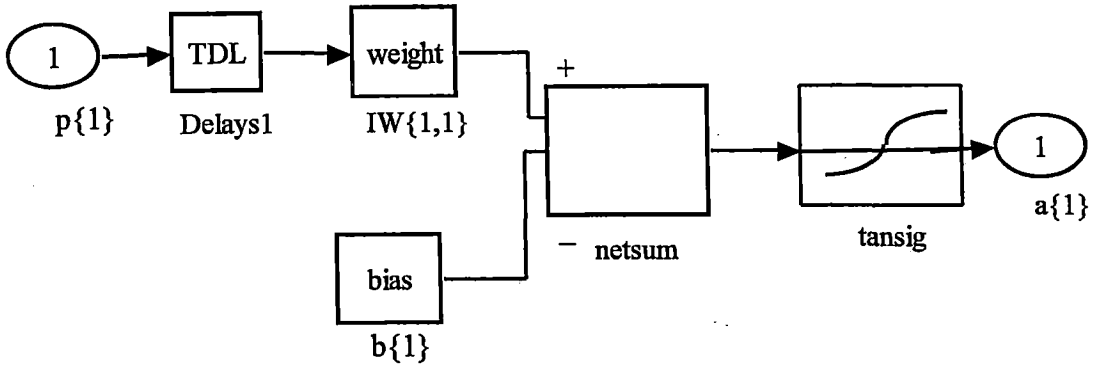 1
TDL
weight
+
1
p{1}
Delays1
IW{1,1}
a{1}
bias
−
netsum
tansig
b{1}